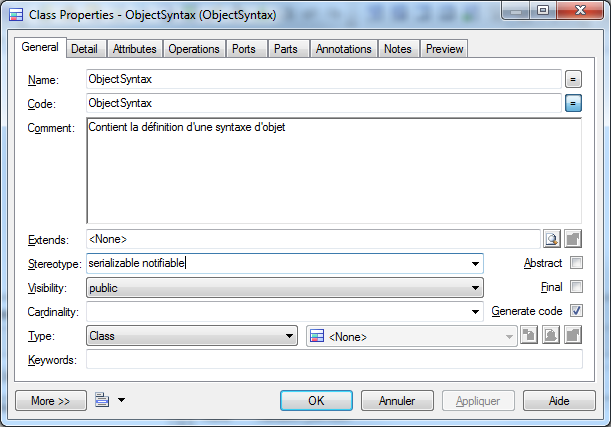 Class Properties - ObjectSyntax (ObjectSyntax)
General Detail Attributes Operations Ports Parts Annotations Notes Preview
Name: ObjectSyntax =
Code: ObjectSyntax =
Comment: Contient la définition d'une syntaxe d'objet
Extends: <None>
Stereotype: serializable notifiable Abstract
Visibility: public Final
Cardinality: Generate code
Type: Class <None>
Keywords:
More >> OK Annuler Appliquer Aide